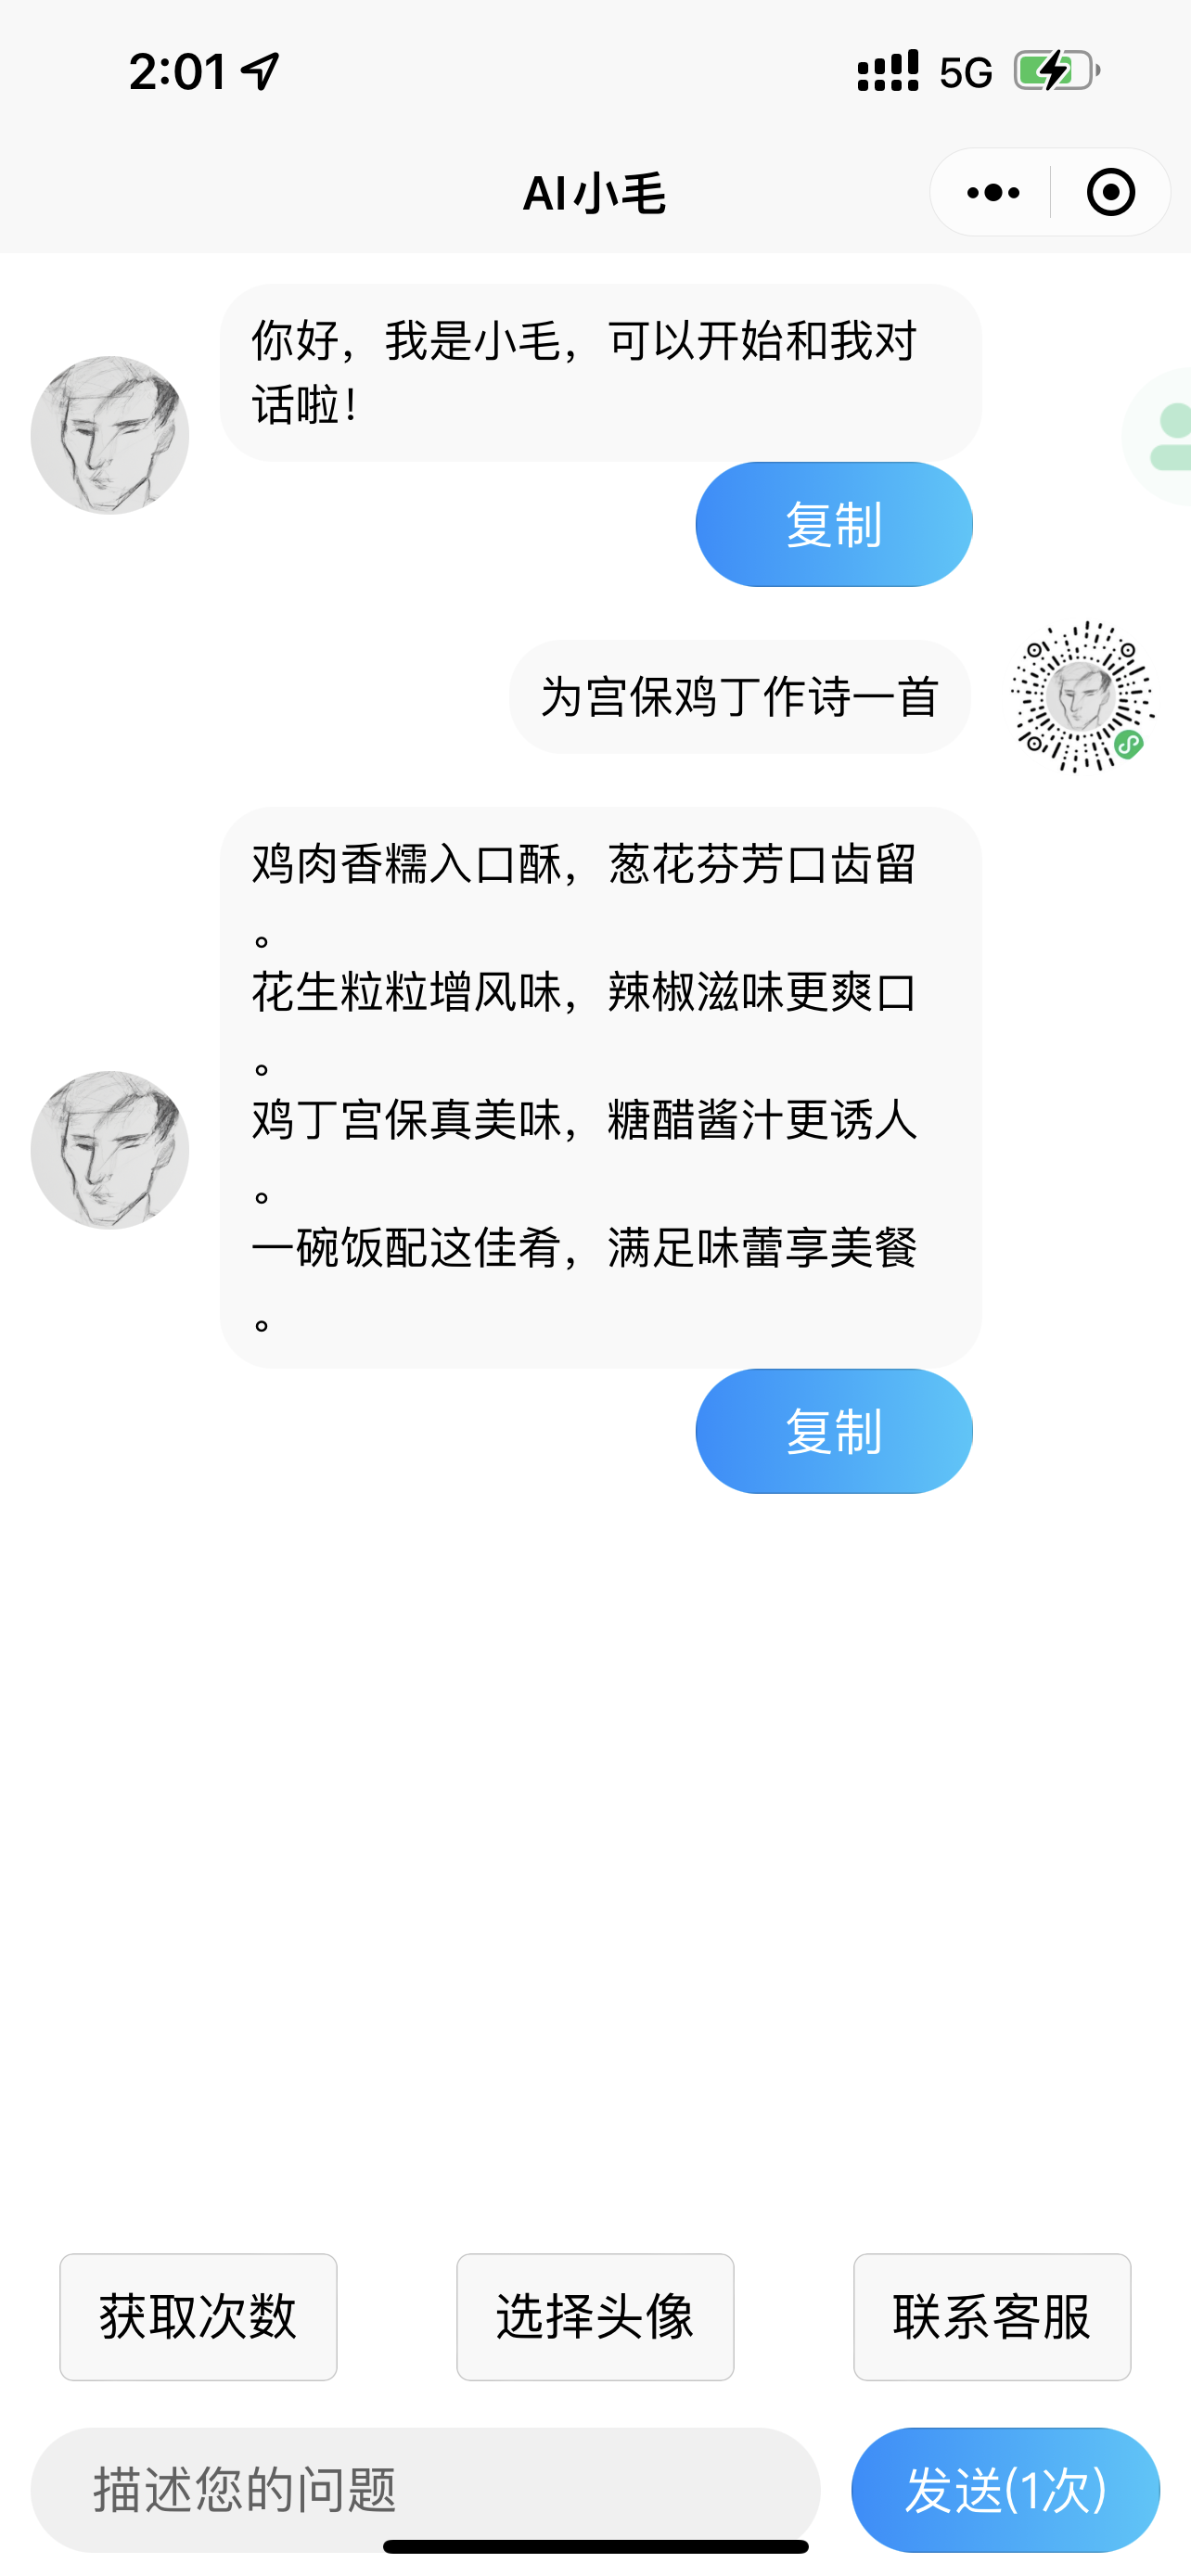 2:01
5G
AI小毛
你好，我是小毛，可以开始和我对
话啦！
复制
为宫保鸡丁作诗一首
鸡肉香糯入口酥，葱花芬芳口齿留
。
花生粒粒增风味，辣椒滋味更爽口
。
鸡丁宫保真美味，糖醋酱汁更诱人
。
一碗饭配这佳肴，满足味蕾享美餐
。
复制
获取次数
选择头像
联系客服
描述您的问题
发送(1次)